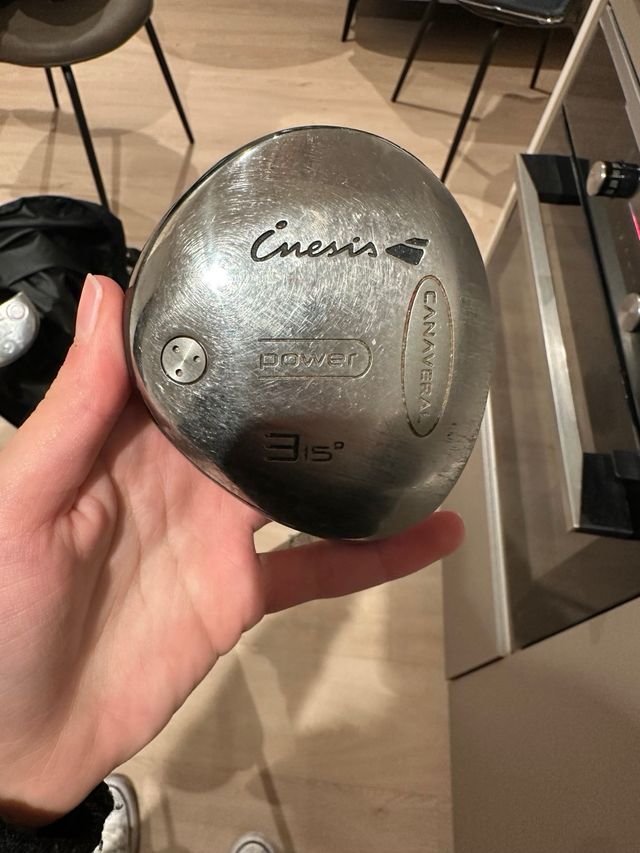 inesis
CANAVERAL
power
3 15°